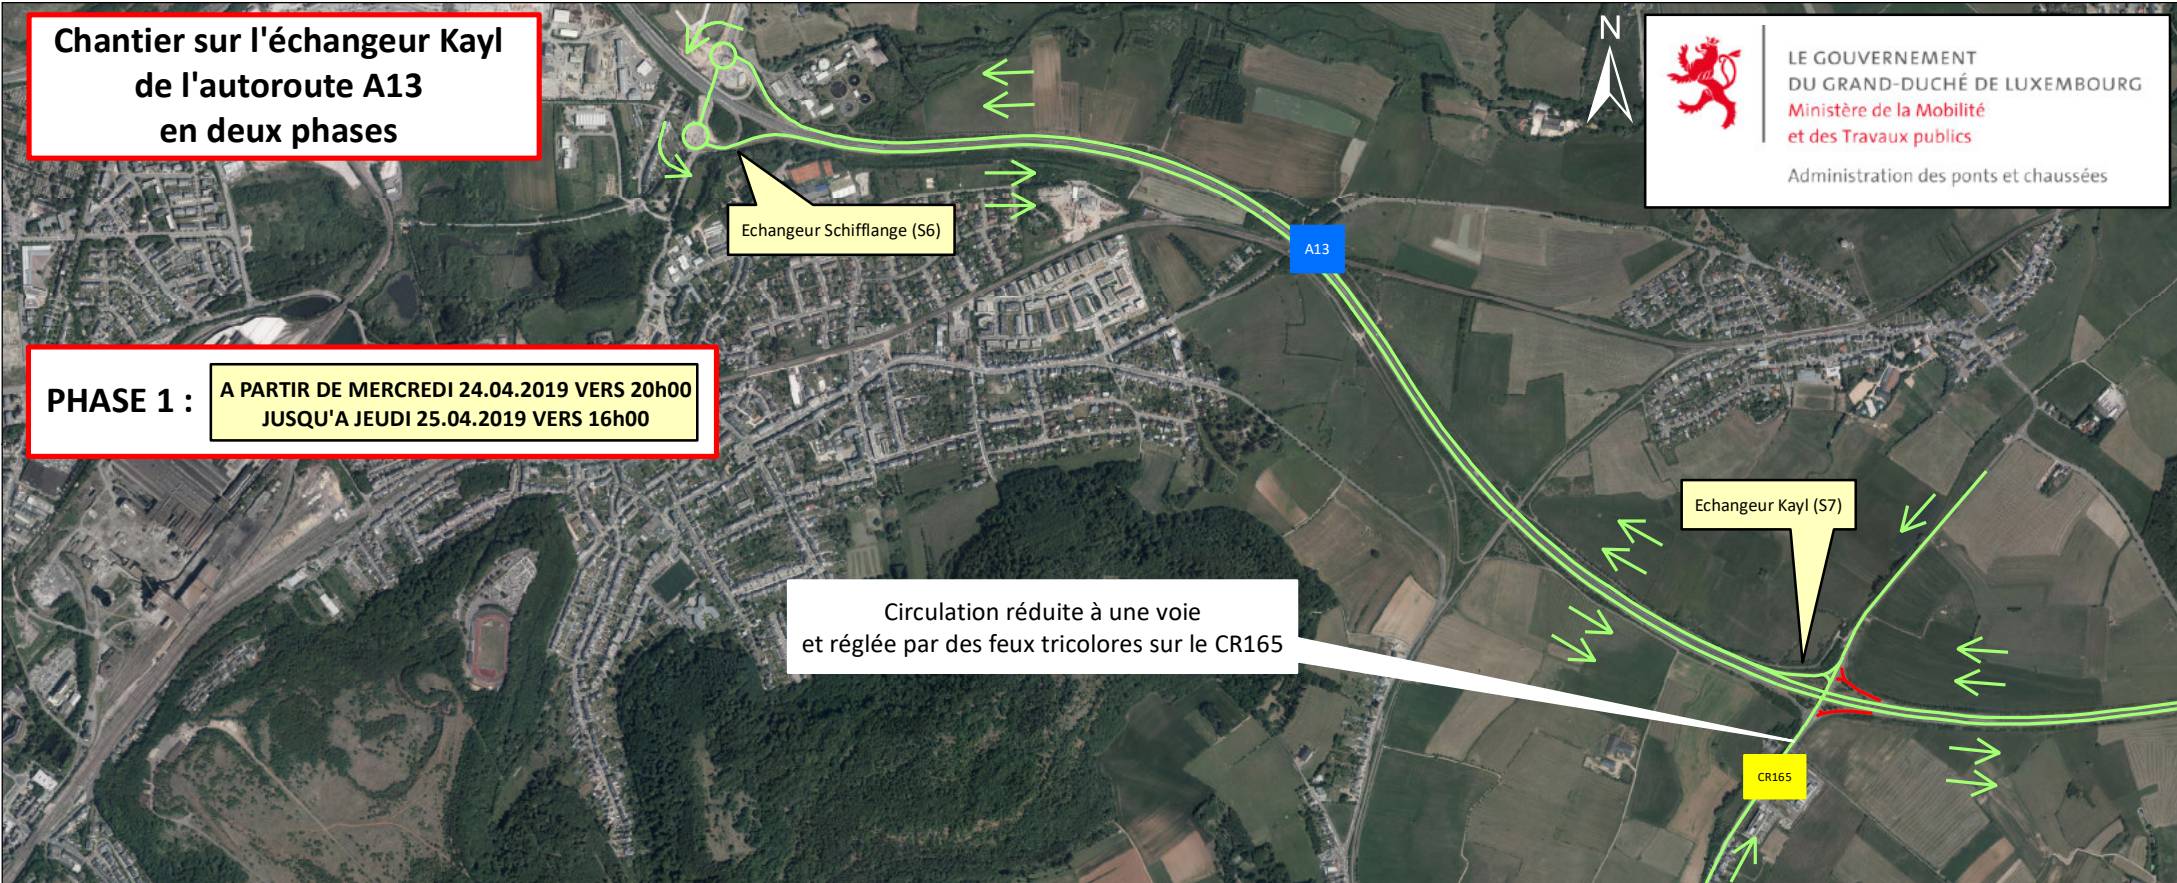 Chantier sur l'échangeur Kayl
de l'autoroute A13
en deux phases
N
LE GOUVERNEMENT
DU GRAND-DUCHÉ DE LUXEMBOURG
Ministère de la Mobilité
et des Travaux publics
Administration des ponts et chaussées
Echangeur Schifflange (S6)
A13
PHASE 1 :
A PARTIR DE MERCREDI 24.04.2019 VERS 20h00
JUSQU'A JEUDI 25.04.2019 VERS 16h00
Echangeur Kayl (S7)
Circulation réduite à une voie
et réglée par des feux tricolores sur le CR165
CR165